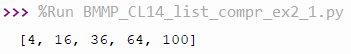 >>> %Run BMMP_CL14_list_compr_ex2_1.py
[4, 16, 36, 64, 100]